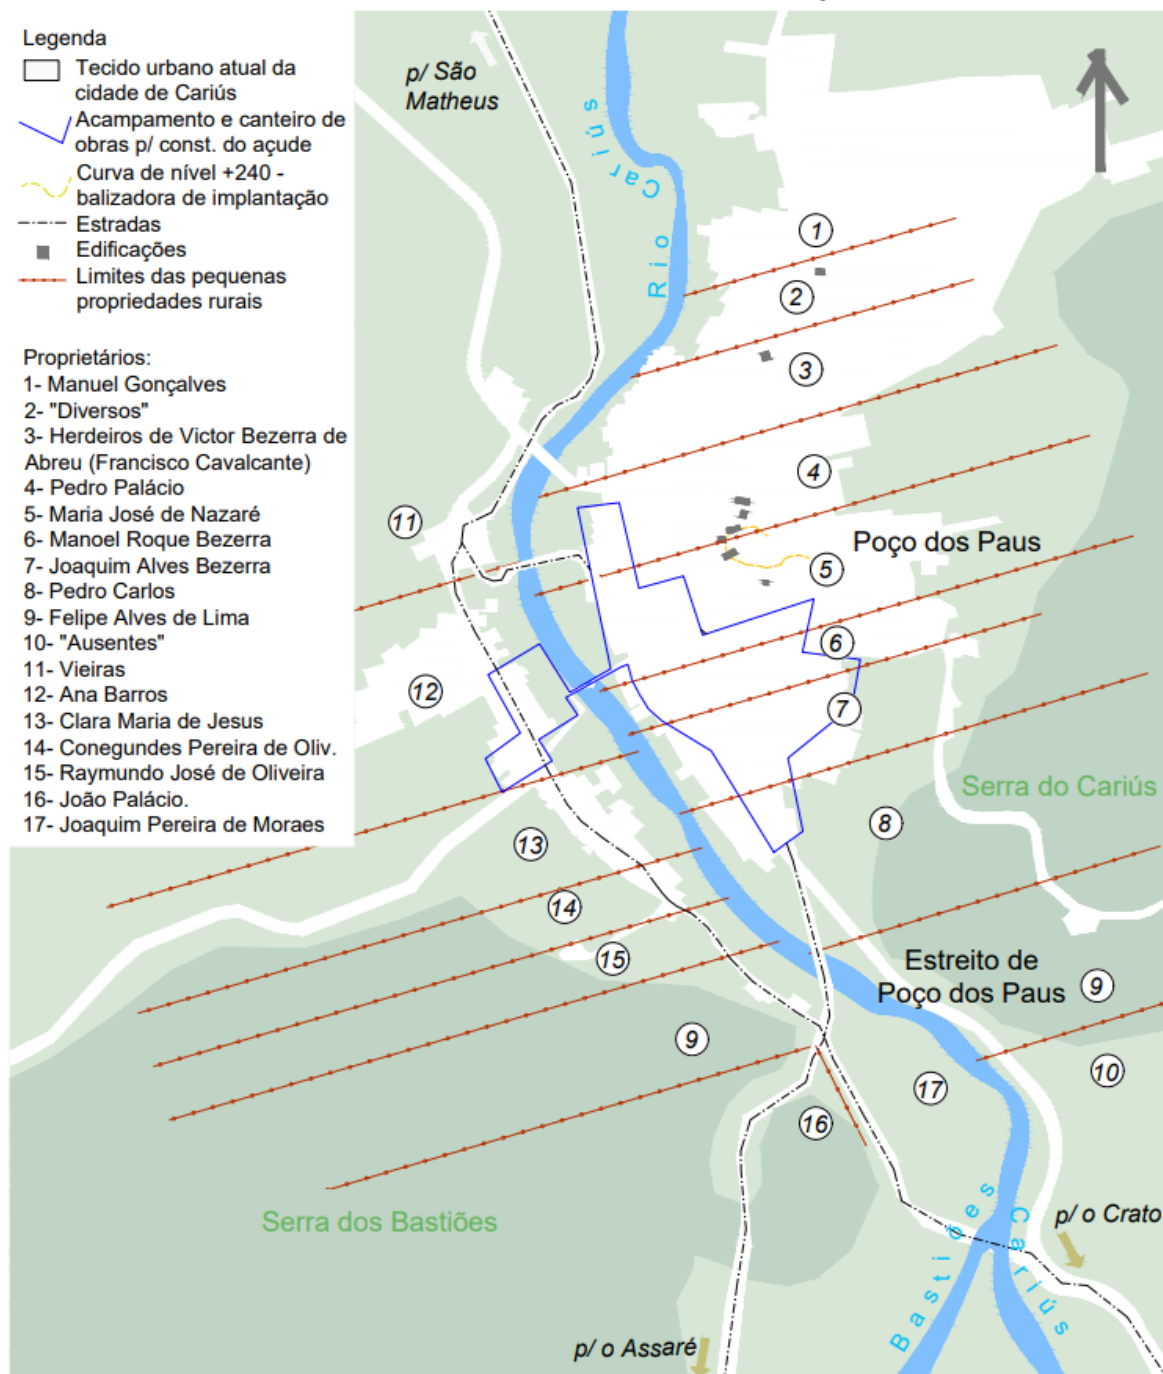 Legenda
Tecido urbano atual da
cidade de Cariús
Acampamento e canteiro de
obras p/ const. do açude
Curva de nível +240 -
balizadora de implantação
Estradas
Edificações
Limites das pequenas
propriedades rurais
Proprietários:
1- Manuel Gonçalves
2- "Diversos"
3- Herdeiros de Victor Bezerra de
Abreu (Francisco Cavalcante)
4- Pedro Palácio
5- Maria José de Nazaré
6- Manoel Roque Bezerra
7- Joaquim Alves Bezerra
8- Pedro Carlos
9- Felipe Alves de Lima
10- "Ausentes"
11- Vieiras
12- Ana Barros
13- Clara Maria de Jesus
14- Conegundes Pereira de Oliv.
15- Raymundo José de Oliveira
16- João Palácio.
17- Joaquim Pereira de Moraes
p/ São
Matheus
Rio Cariús
1
2
3
4
11
Poço dos Paus
5
6
12
7
Serra do Cariús
8
13
14
15
Estreito de
Poço dos Paus
9
9
10
17
16
Serra dos Bastiões
Bastiões
Cariús
p/ o Crato
p/ o Assaré